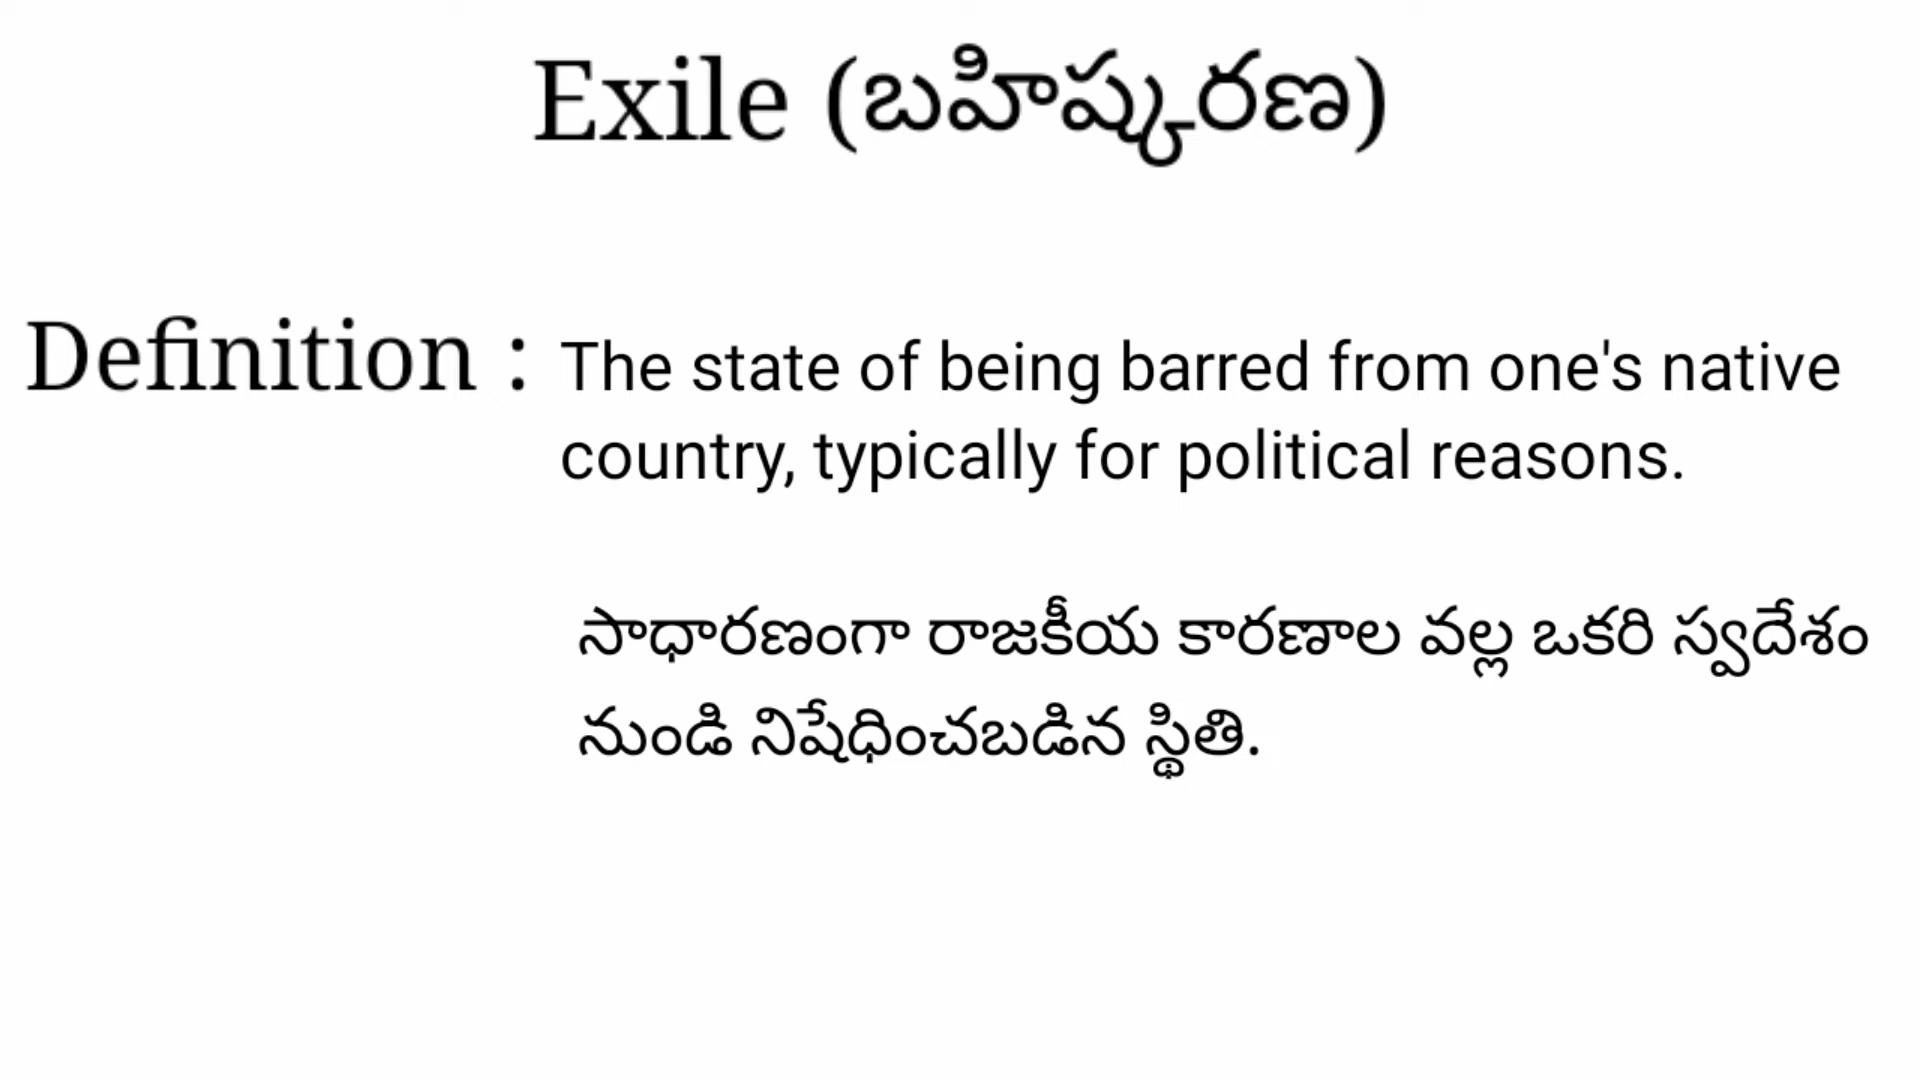 Exile (బహిష్కరణ)
Definition : The state of being barred from one's native
country, typically for political reasons.
సాధారణంగా రాజకీయ కారణాల వల్ల ఒకరి స్వదేశం
నుండి నిషేధించబడిన స్థితి.